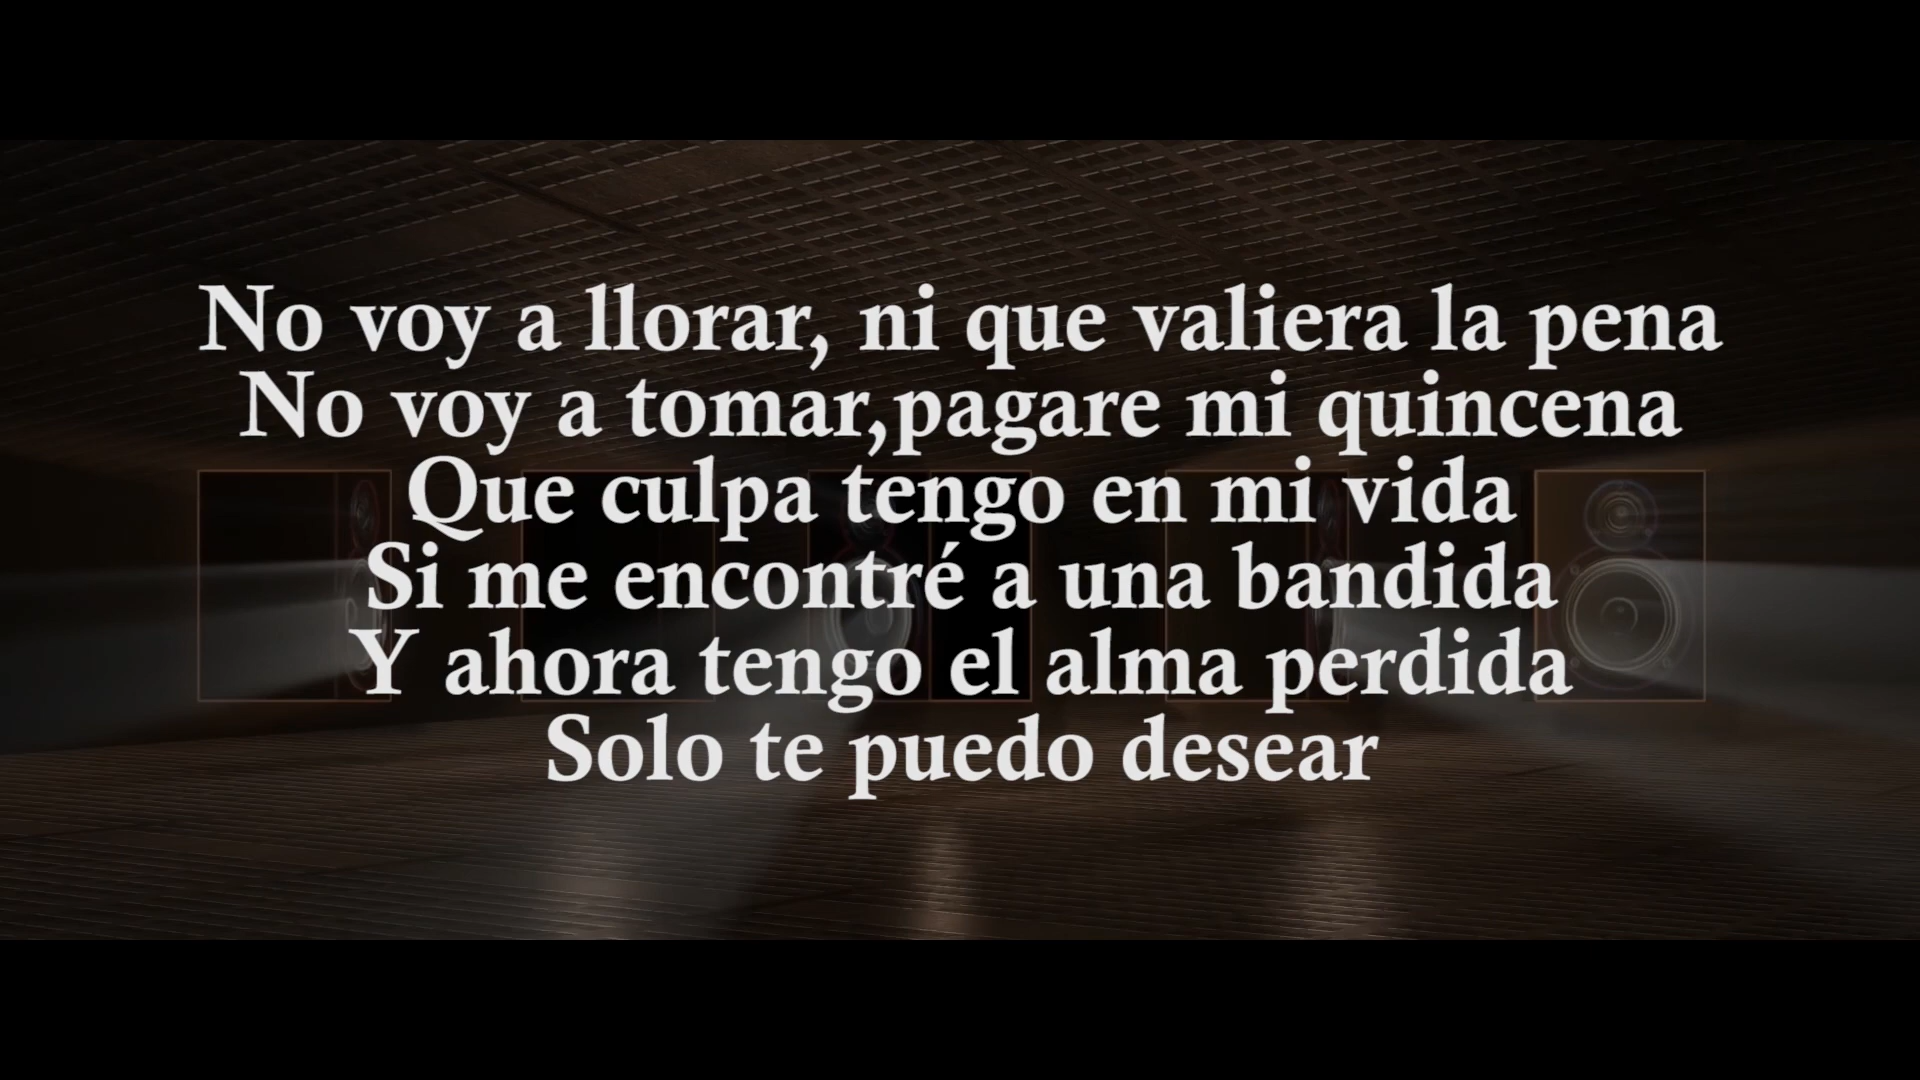 No voy a llorar, ni que valiera la pena
No voy a tomar,pagare mi quincena
Que culpa tengo en mi vida
Si me encontré a una bandida
Y ahora tengo el alma perdida
Solo te puedo desear